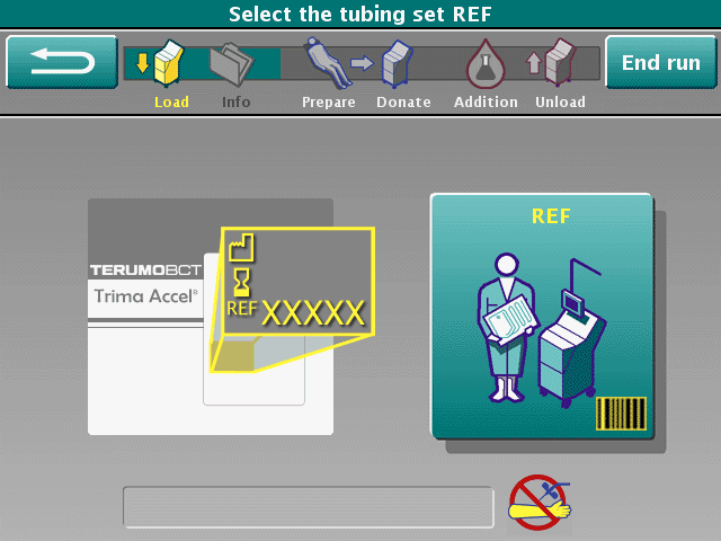 Select the tubing set REF
End run
Load
Info
Prepare
Donate
Addition
Unload
REF
TERUMOBCT
Trima Accel®
REF XXXXX